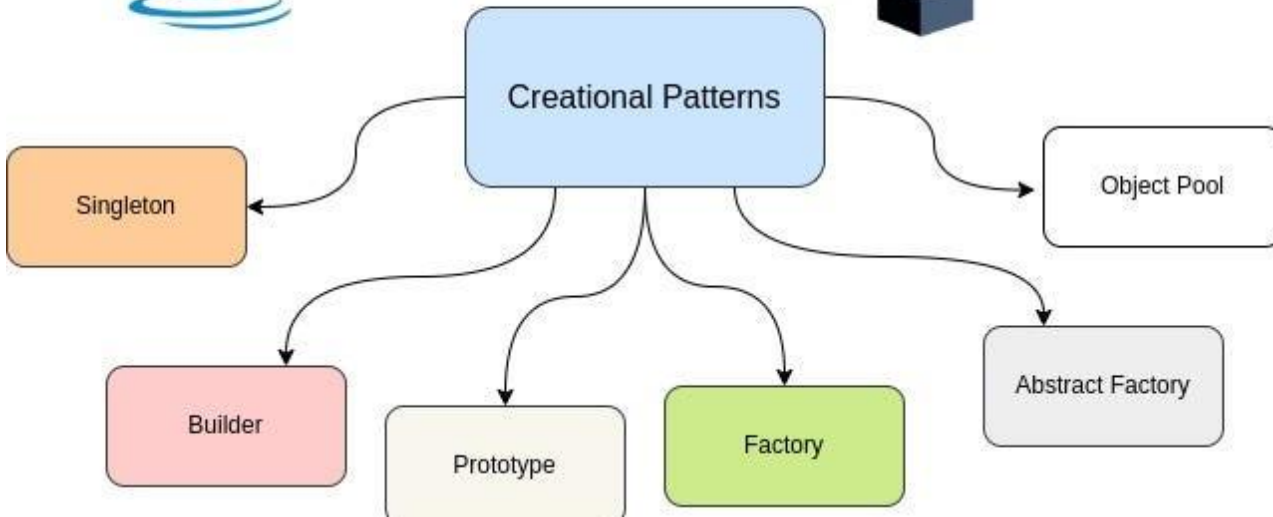 Creational Patterns
Singleton
Object Pool
Builder
Prototype
Factory
Abstract Factory